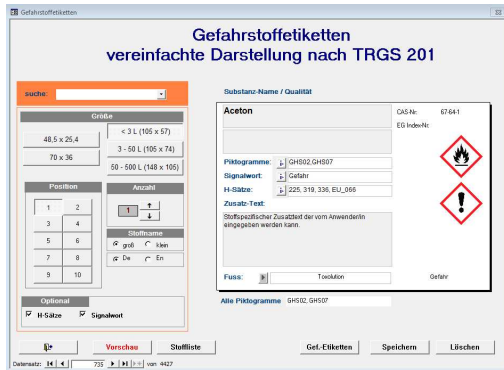 Gefahrstoffetiketten
Gefahrstoffetiketten
vereinfachte Darstellung nach TRGS 201
suche:
Größe
48,5 x 25,4
70 x 36
< 3 L (105 x 57)
3 - 50 L (105 x 74)
50 - 500 L (148 x 105)
Position
1 2
3 4
5 6
7 8
9 10
Anzahl
1
Stoffname
groß klein
De En
Optional
H-Sätze Signalwort
Substanz-Name / Qualität
Aceton
CAS-Nr: 67-64-1
EG Index-Nr:
Piktogramme: GHS02,GHS07
Signalwort: Gefahr
H-Sätze: 225, 319, 336, EU_066
Zusatz-Text:
Stoffspezifischer Zusatztext der vom Anwender/in
eingegeben werden kann.
Fuss: Toxolution Gefahr
Alle Piktogramme GHS02, GHS07
Vorschau Stoffliste Gef.-Etiketten Speichern Löschen
Datensatz: 735 von 4427